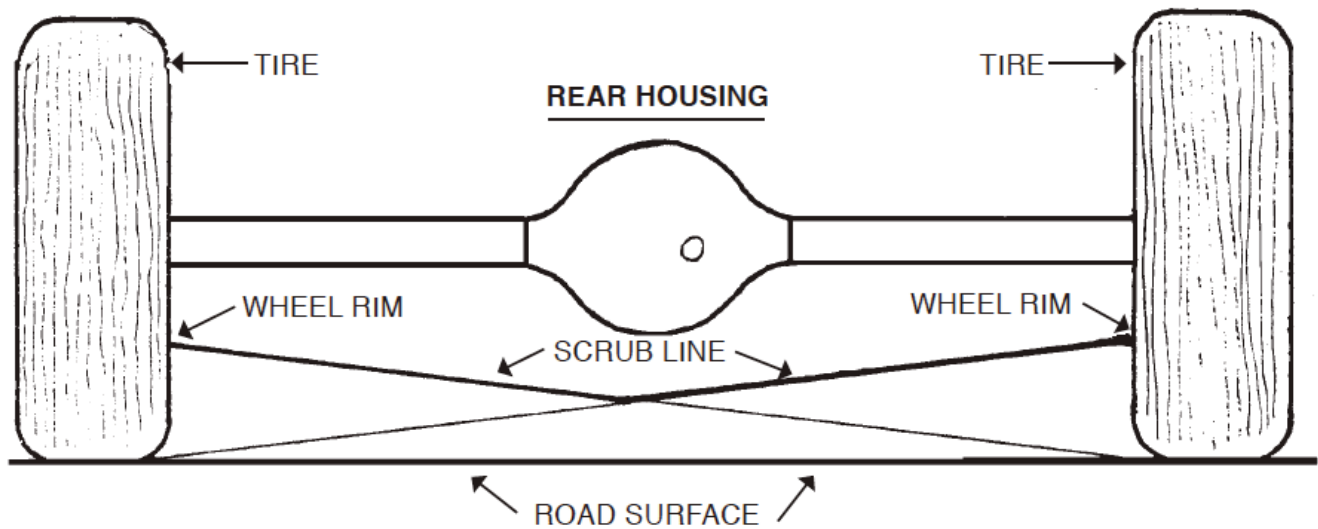 TIRE
TIRE
REAR HOUSING
WHEEL RIM
WHEEL RIM
SCRUB LINE
ROAD SURFACE